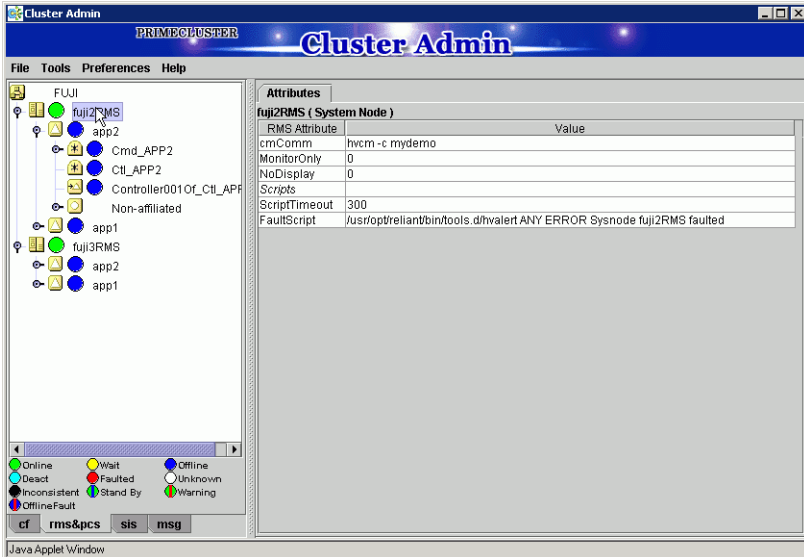 Cluster Admin
PRIMECLUSTER
Cluster Admin
File Tools Preferences Help
FUJI
fuji2RMS
app2
Cmd_APP2
Ctl_APP2
Controller001Of_Ctl_APP
Non-affiliated
app1
fuji3RMS
app2
app1
Online Wait Offline
Deact Faulted Unknown
Inconsistent Stand By Warning
OfflineFault
cf rms&pcs sis msg
Attributes
fuji2RMS ( System Node )
RMS Attribute Value
cmComm hvcm -c mydemo
MonitorOnly 0
NoDisplay 0
Scripts
ScriptTimeout 300
FaultScript /usr/opt/reliant/bin/tools.d/hvalert ANY ERROR Sysnode fuji2RMS faulted
Java Applet Window